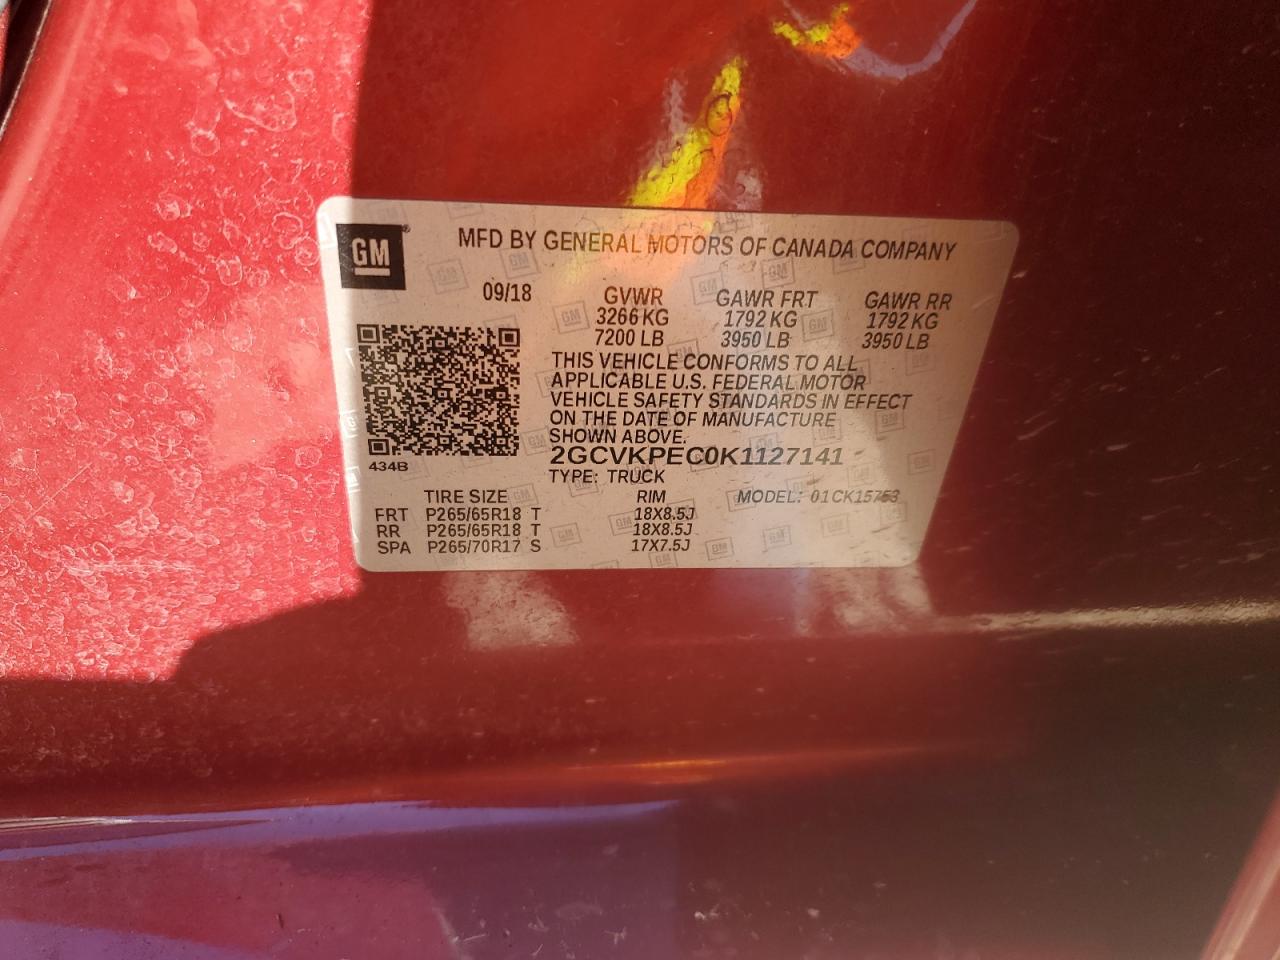 GM
MFD BY GENERAL MOTORS OF CANADA COMPANY
09/18 GVWR GAWR FRT GAWR RR
3266 KG 1792 KG 1792 KG
7200 LB 3950 LB 3950 LB
THIS VEHICLE CONFORMS TO ALL
APPLICABLE U.S. FEDERAL MOTOR
VEHICLE SAFETY STANDARDS IN EFFECT
ON THE DATE OF MANUFACTURE
SHOWN ABOVE.
2GCVKPEC0K1127141
434B
TYPE: TRUCK
TIRE SIZE RIM MODEL: 01CK15753
FRT P265/65R18 T 18X8.5J
RR P265/65R18 T 18X8.5J
SPA P265/70R17 S 17X7.5J